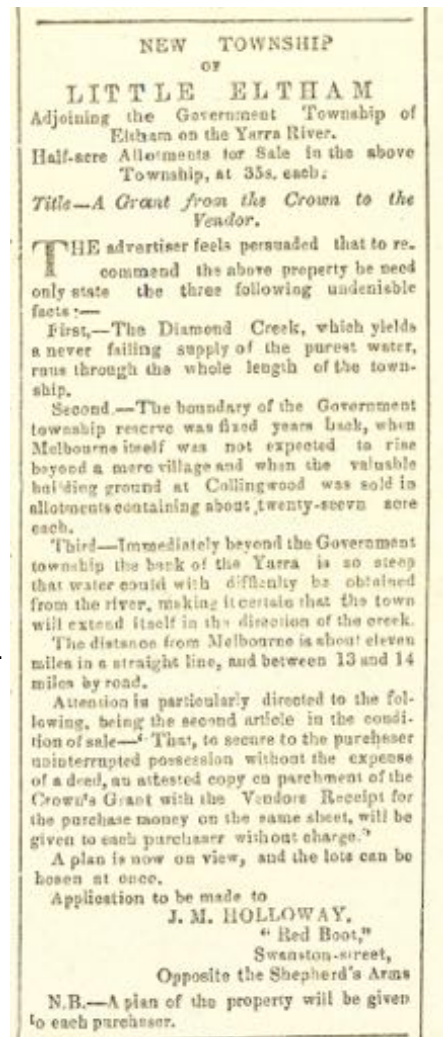 NEW TOWNSHIP
OF
LITTLE ELTHAM
Adjoining the Government Township of
Eltham on the Yarra River.
Half-acre Allotments for Sale in the above
Township, at 35s. each.
Title—A Grant from the Crown to the
Vendor.
THE advertiser feels persuaded that to re-
commend the above property he need
only state the three following undeniable
facts:—
First,—The Diamond Creek, which yields
a never failing supply of the purest water,
runs through the whole length of the town-
ship.
Second.—The boundary of the Government
township reserve was fixed years back, when
Melbourne itself was not expected to rise
beyond a mere village and when the valuable
building ground at Collingwood was sold in
allotments containing about twenty-seevn acre
each.
Third—Immediately beyond the Government
township the bank of the Yarra is so steep
that water could with difficulty be obtained
from the river, making it certain that the town
will extend itself in the direction of the creek.
The distance from Melbourne is about eleven
miles in a straight line, and between 13 and 14
miles by road.
Attention is particularly directed to the fol-
lowing, being the second article in the condi-
tion of sale—“ That, to secure to the purchaser
uninterrupted possession without the expense
of a deed, an attested copy on parchment of the
Crown's Grant with the Vendors Receipt for
the purchase money on the same sheet, will be
given to each purchaser without charge.”
A plan is now on view, and the lots can be
hosen at once.
Application to be made to
J. M. HOLLOWAY.
“ Red Boot,”
Swanston-street,
Opposite the Shepherd's Arms
N.B.—A plan of the property will be given
to each purchaser.